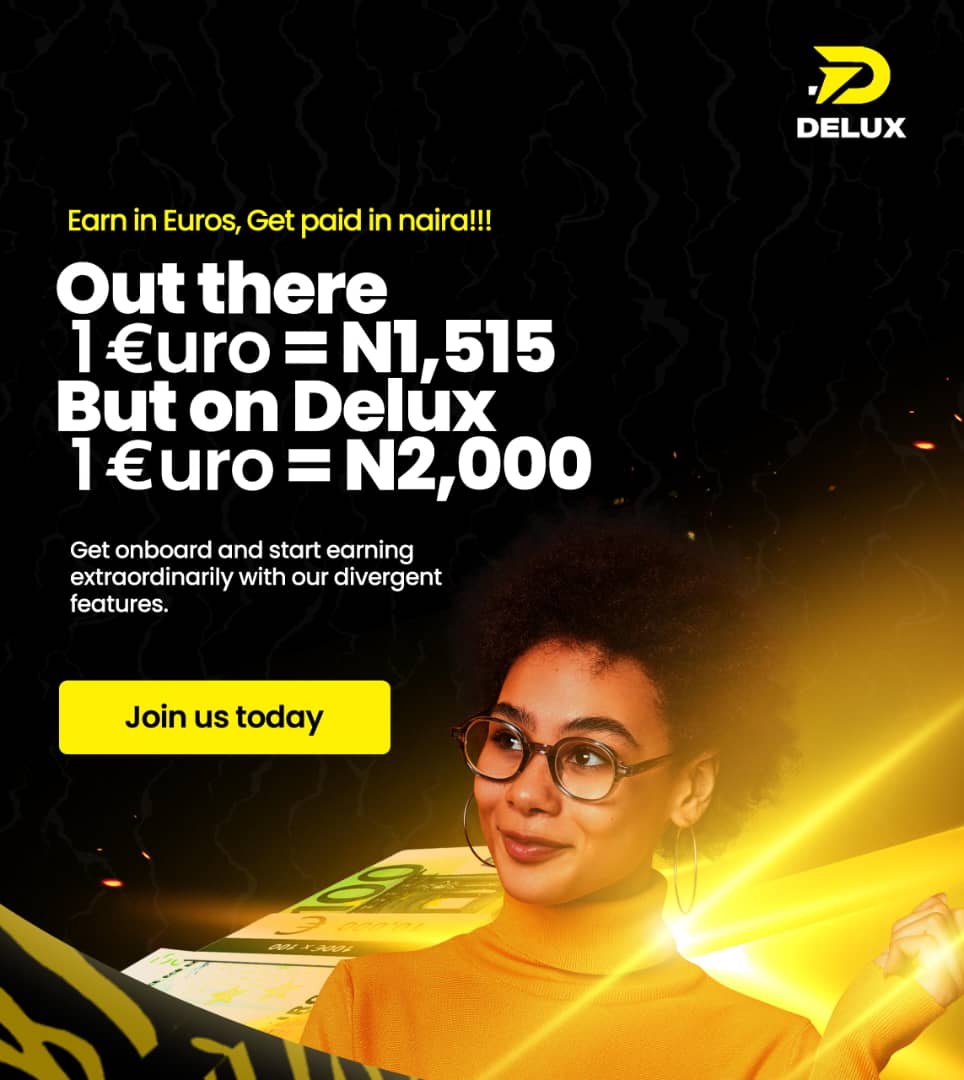 DELUX
Earn in Euros, Get paid in naira!!!
Out there
1 €uro = N1,515
But on Delux
1 €uro = N2,000
Get onboard and start earning
extraordinarily with our divergent
features.
Join us today
100